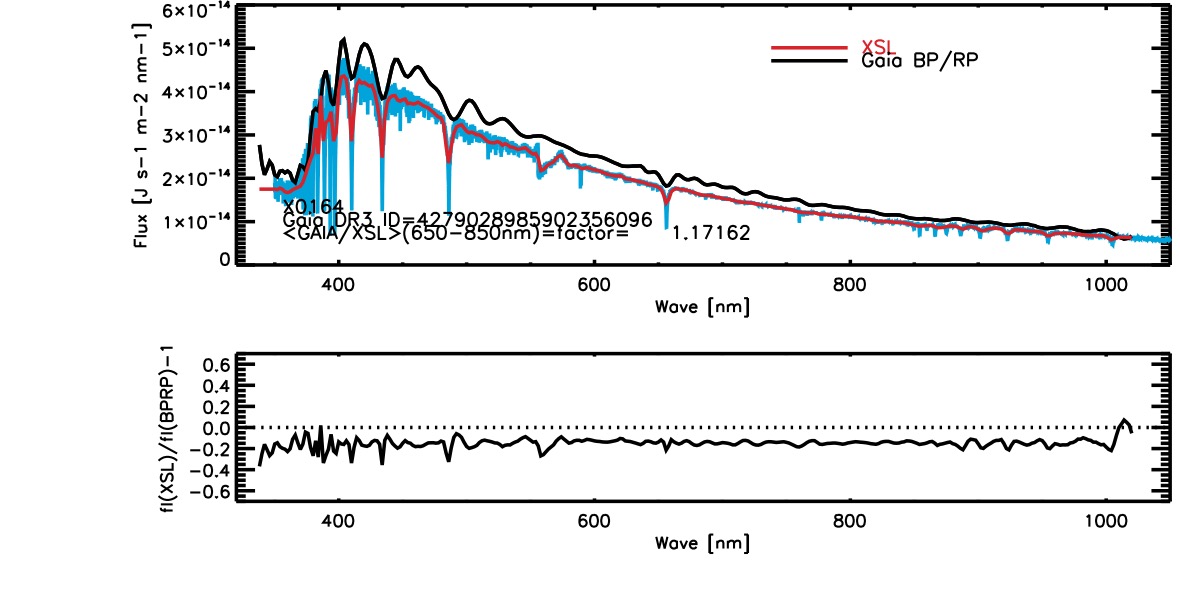 6×10-14
5×10-14
4×10-14
3×10-14
2×10-14
1×10-14
0
Flux [J s-1 m-2 nm-1]
XSL
Gaia BP/RP
X0164
Gaia DR3 ID=4279028985902356096
<GAIA/XSL>(650-850nm)=factor= 1.17162
400 600 800 1000
Wave [nm]
0.6
0.4
0.2
0.0
-0.2
-0.4
-0.6
fl(XSL)/fl(BPRP)-1
400 600 800 1000
Wave [nm]